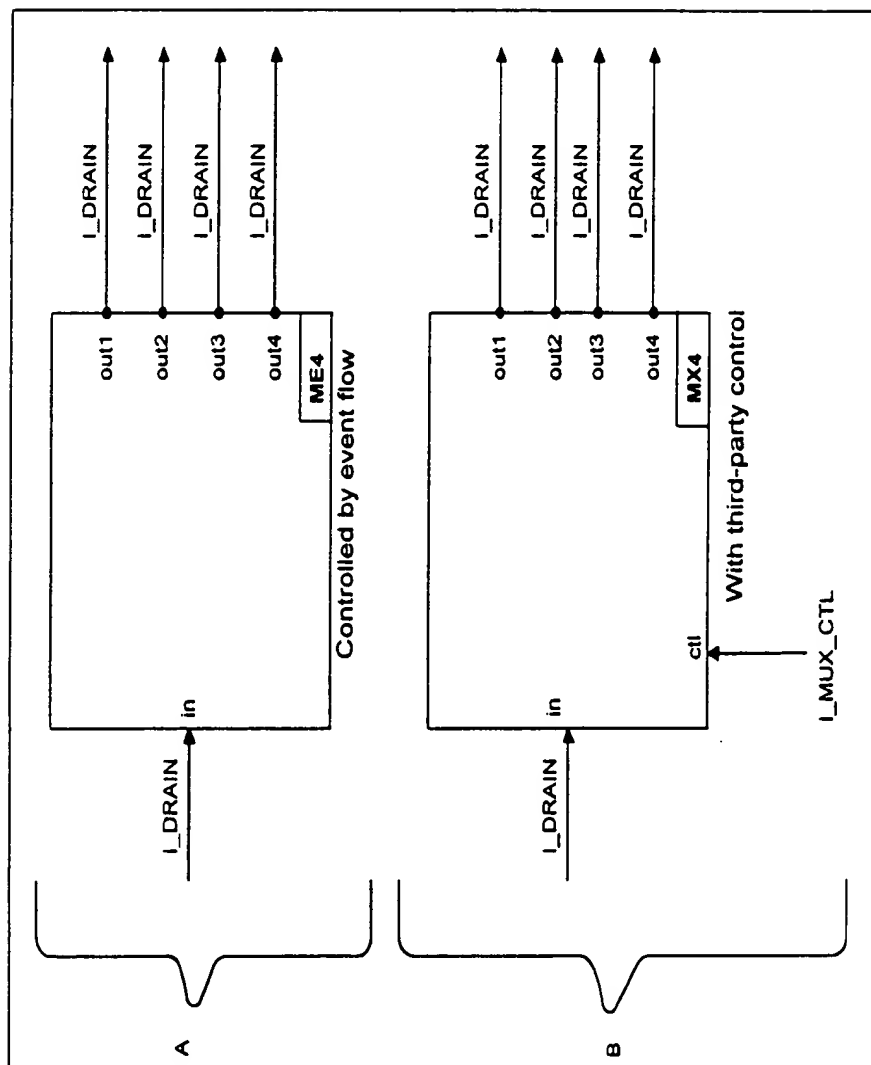 A
I_DRAIN
in
out1
out2
out3
out4
I_DRAIN
I_DRAIN
I_DRAIN
I_DRAIN
ME4
Controlled by event flow
B
I_DRAIN
in
ctl
I_MUX_CTL
out1
out2
out3
out4
I_DRAIN
I_DRAIN
I_DRAIN
I_DRAIN
MX4
With third-party control